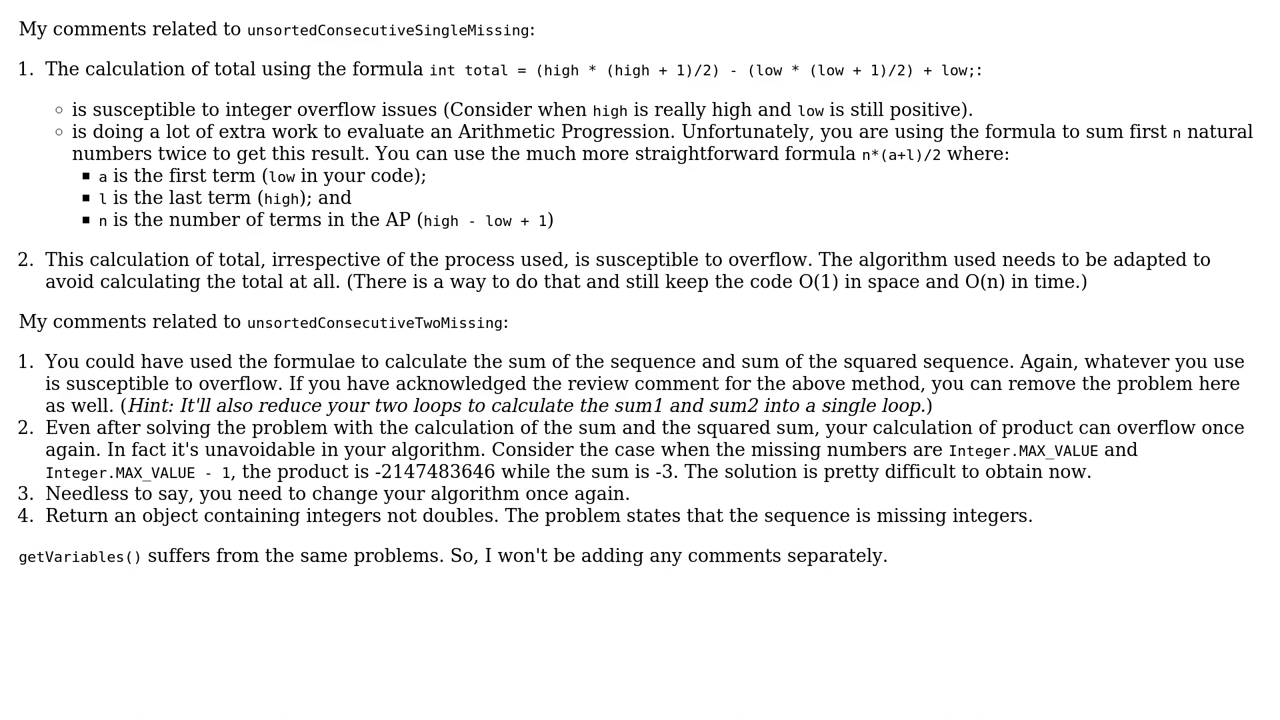 My comments related to unsortedConsecutiveSingleMissing:
1. The calculation of total using the formula int total = (high * (high + 1)/2) - (low * (low + 1)/2) + low;:
◦ is susceptible to integer overflow issues (Consider when high is really high and low is still positive).
◦ is doing a lot of extra work to evaluate an Arithmetic Progression. Unfortunately, you are using the formula to sum first n natural
numbers twice to get this result. You can use the much more straightforward formula n*(a+l)/2 where:
▪ a is the first term (low in your code);
▪ l is the last term (high); and
▪ n is the number of terms in the AP (high - low + 1)
2. This calculation of total, irrespective of the process used, is susceptible to overflow. The algorithm used needs to be adapted to
avoid calculating the total at all. (There is a way to do that and still keep the code O(1) in space and O(n) in time.)
My comments related to unsortedConsecutiveTwoMissing:
1. You could have used the formulae to calculate the sum of the sequence and sum of the squared sequence. Again, whatever you use
is susceptible to overflow. If you have acknowledged the review comment for the above method, you can remove the problem here
as well. (Hint: It'll also reduce your two loops to calculate the sum1 and sum2 into a single loop.)
2. Even after solving the problem with the calculation of the sum and the squared sum, your calculation of product can overflow once
again. In fact it's unavoidable in your algorithm. Consider the case when the missing numbers are Integer.MAX_VALUE and
Integer.MAX_VALUE - 1, the product is -2147483646 while the sum is -3. The solution is pretty difficult to obtain now.
3. Needless to say, you need to change your algorithm once again.
4. Return an object containing integers not doubles. The problem states that the sequence is missing integers.
getVariables() suffers from the same problems. So, I won't be adding any comments separately.